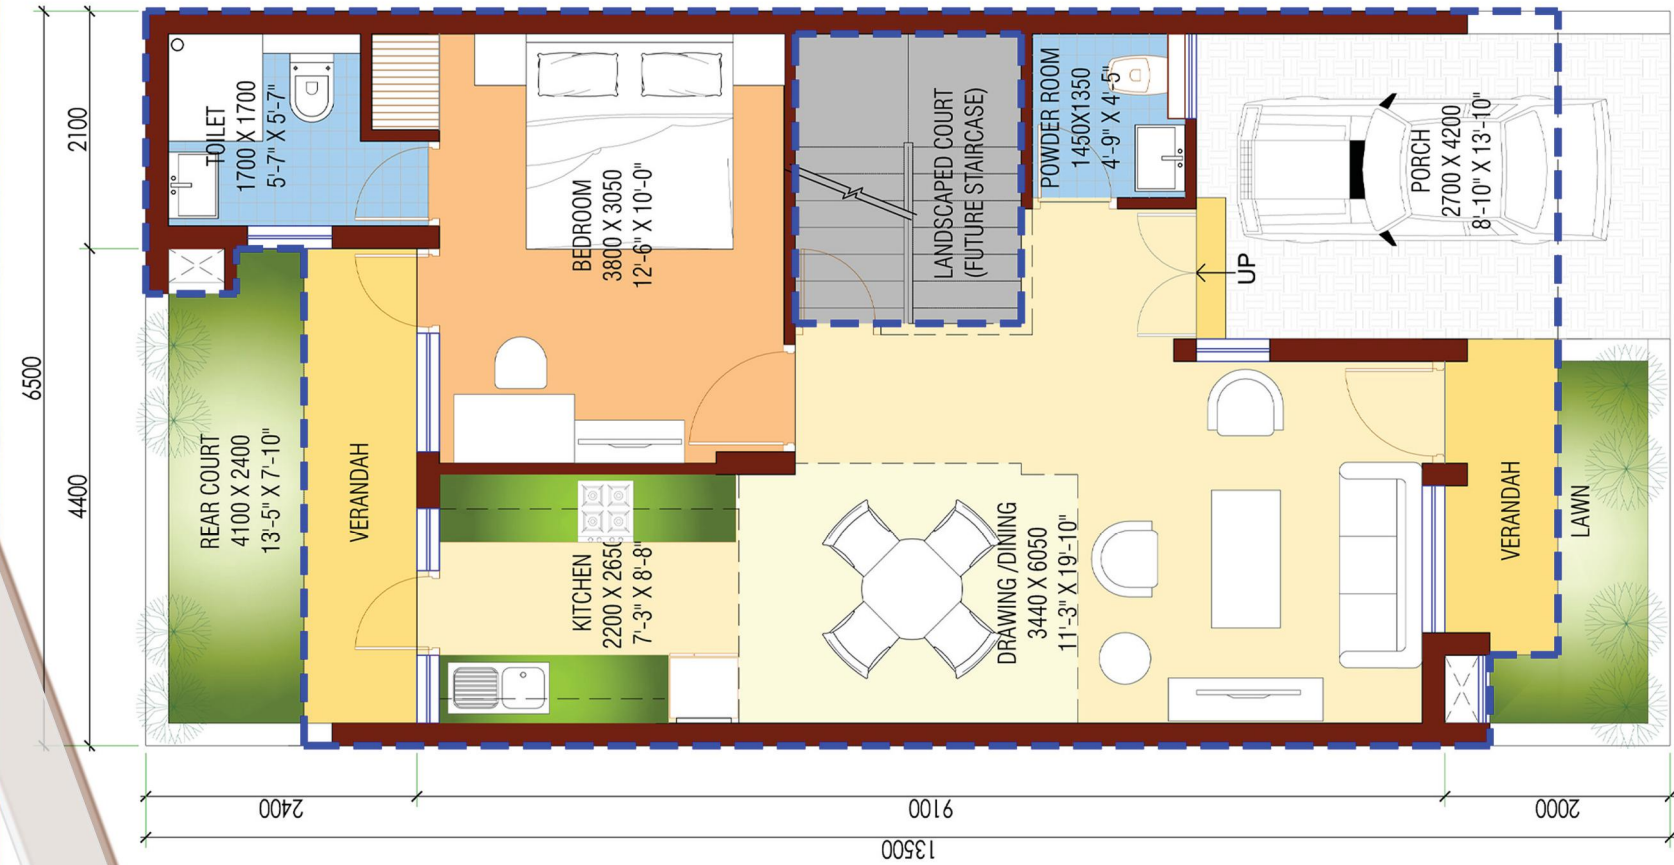 TOILET
1700 X 1700
5'-7" X 5'-7"
BEDROOM
3800 X 3050
12'-6" X 10'-0"
LANDSCAPED COURT
(FUTURE STAIRCASE)
POWDER ROOM
1450X1350
4'-9" X 4'-5"
PORCH
2700 X 4200
8'-10" X 13'-10"
UP
REAR COURT
4100 X 2400
13'-5" X 7'-10"
VERANDAH
KITCHEN
2200 X 2650
7'-3" X 8'-8"
DRAWING /DINING
3440 X 6050
11'-3" X 19'-10"
VERANDAH
LAWN
2100
6500
4400
2400
9100
2000
13500